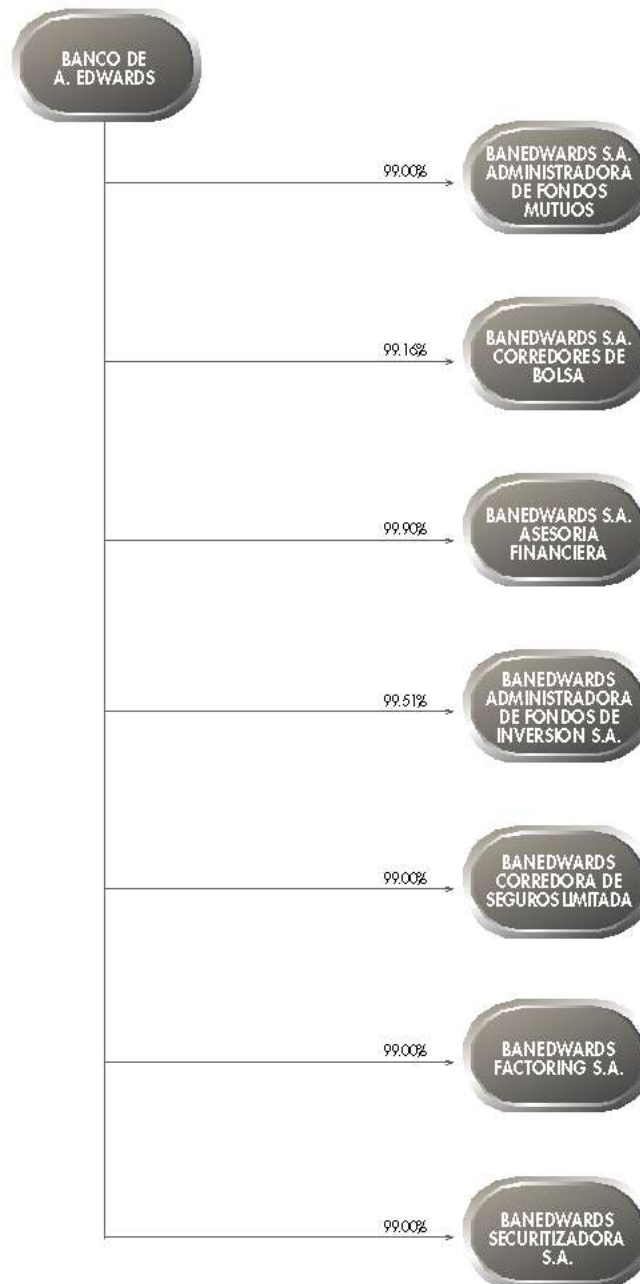 BANCO DE
A. EDWARDS
99.00%
BANEDWARDS S.A.
ADMINISTRADORA
DE FONDOS
MUTUOS
99.16%
BANEDWARDS S.A.
CORREDORES DE
BOLSA
99.90%
BANEDWARDS S.A.
ASESORIA
FINANCIERA
99.51%
BANEDWARDS
ADMINISTRADORA
DE FONDOS DE
INVERSION S.A.
99.00%
BANEDWARDS
CORREDORA DE
SEGUROS LIMITADA
99.00%
BANEDWARDS
FACTORING S.A.
99.00%
BANEDWARDS
SECURITIZADORA
S.A.